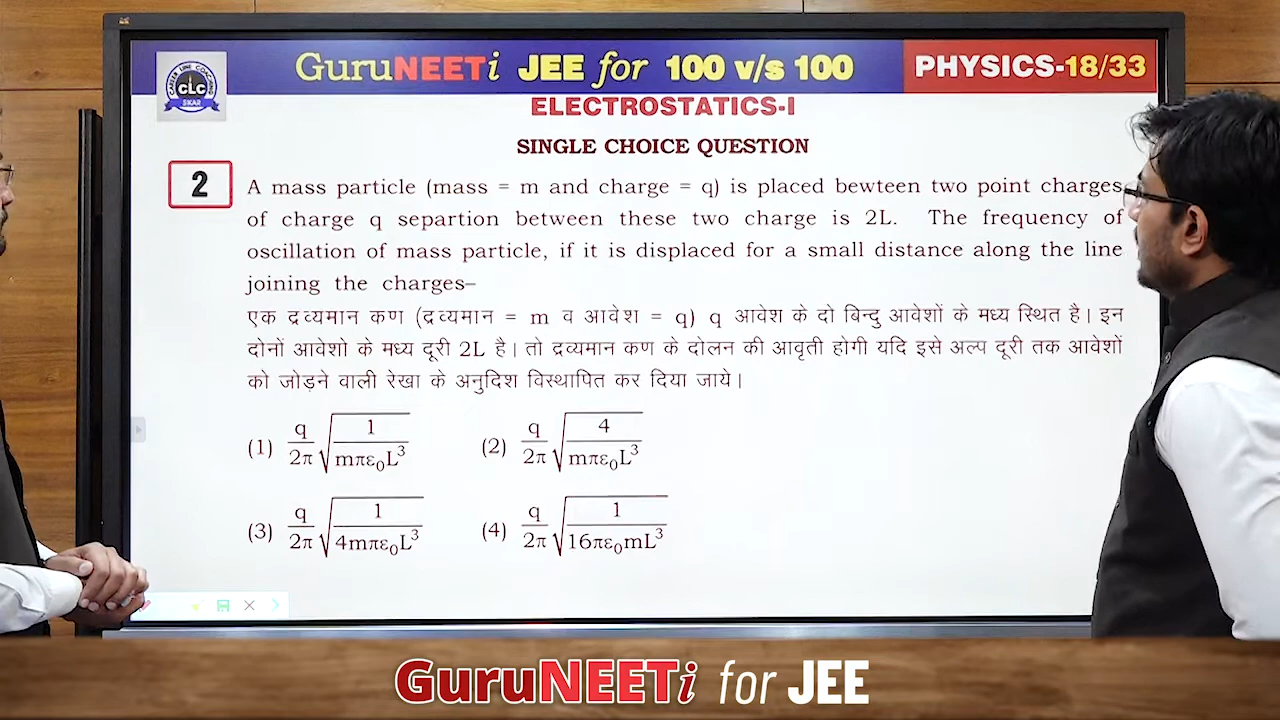 GuruNEETi JEE for 100 v/s 100
PHYSICS-18/33
CAREER LINE COACHING
CLC
SIKAR
ELECTROSTATICS-I
SINGLE CHOICE QUESTION
2
A mass particle (mass = m and charge = q) is placed bewteen two point charges
of charge q separtion between these two charge is 2L. The frequency of
oscillation of mass particle, if it is displaced for a small distance along the line
joining the charges–
एक द्रव्यमान कण (द्रव्यमान = m व आवेश = q) q आवेश के दो बिन्दु आवेशों के मध्य स्थित है। इन
दोनों आवेशो के मध्य दूरी 2L है। तो द्रव्यमान कण के दोलन की आवृती होगी यदि इसे अल्प दूरी तक आवेशों
को जोड़ने वाली रेखा के अनुदिश विस्थापित कर दिया जाये।
(1) q/2π √(1/mπε₀L³) (2) q/2π √(4/mπε₀L³)
(3) q/2π √(1/4mπε₀L³) (4) q/2π √(1/16πε₀mL³)
GuruNEETi for JEE